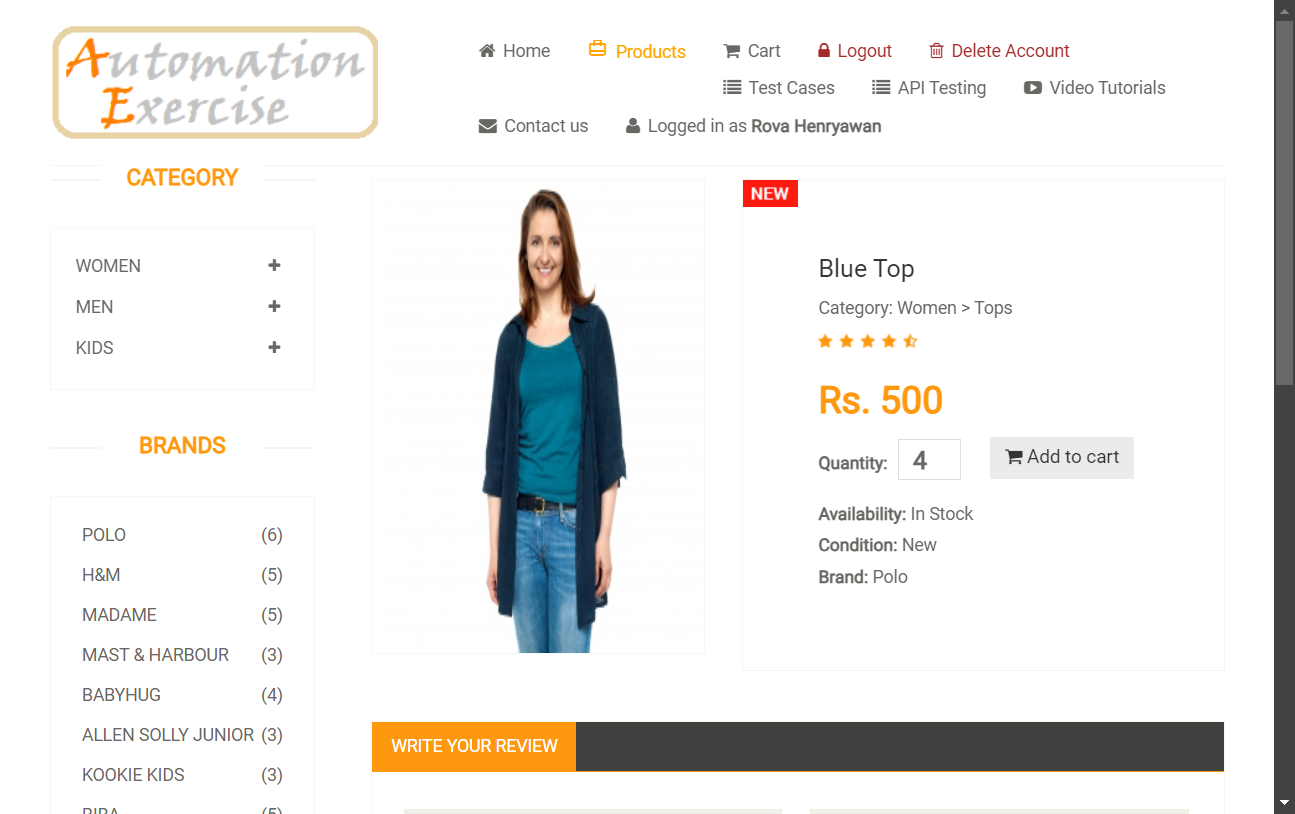 Automation
Exercise
Home
Products
Cart
Logout
Delete Account
Test Cases
API Testing
Video Tutorials
Contact us
Logged in as Rova Henryawan
CATEGORY
WOMEN
MEN
KIDS
BRANDS
POLO (6)
H&M (5)
MADAME (5)
MAST & HARBOUR (3)
BABYHUG (4)
ALLEN SOLLY JUNIOR (3)
KOOKIE KIDS (3)
NEW
Blue Top
Category: Women > Tops
Rs. 500
Quantity: 4
Add to cart
Availability: In Stock
Condition: New
Brand: Polo
WRITE YOUR REVIEW